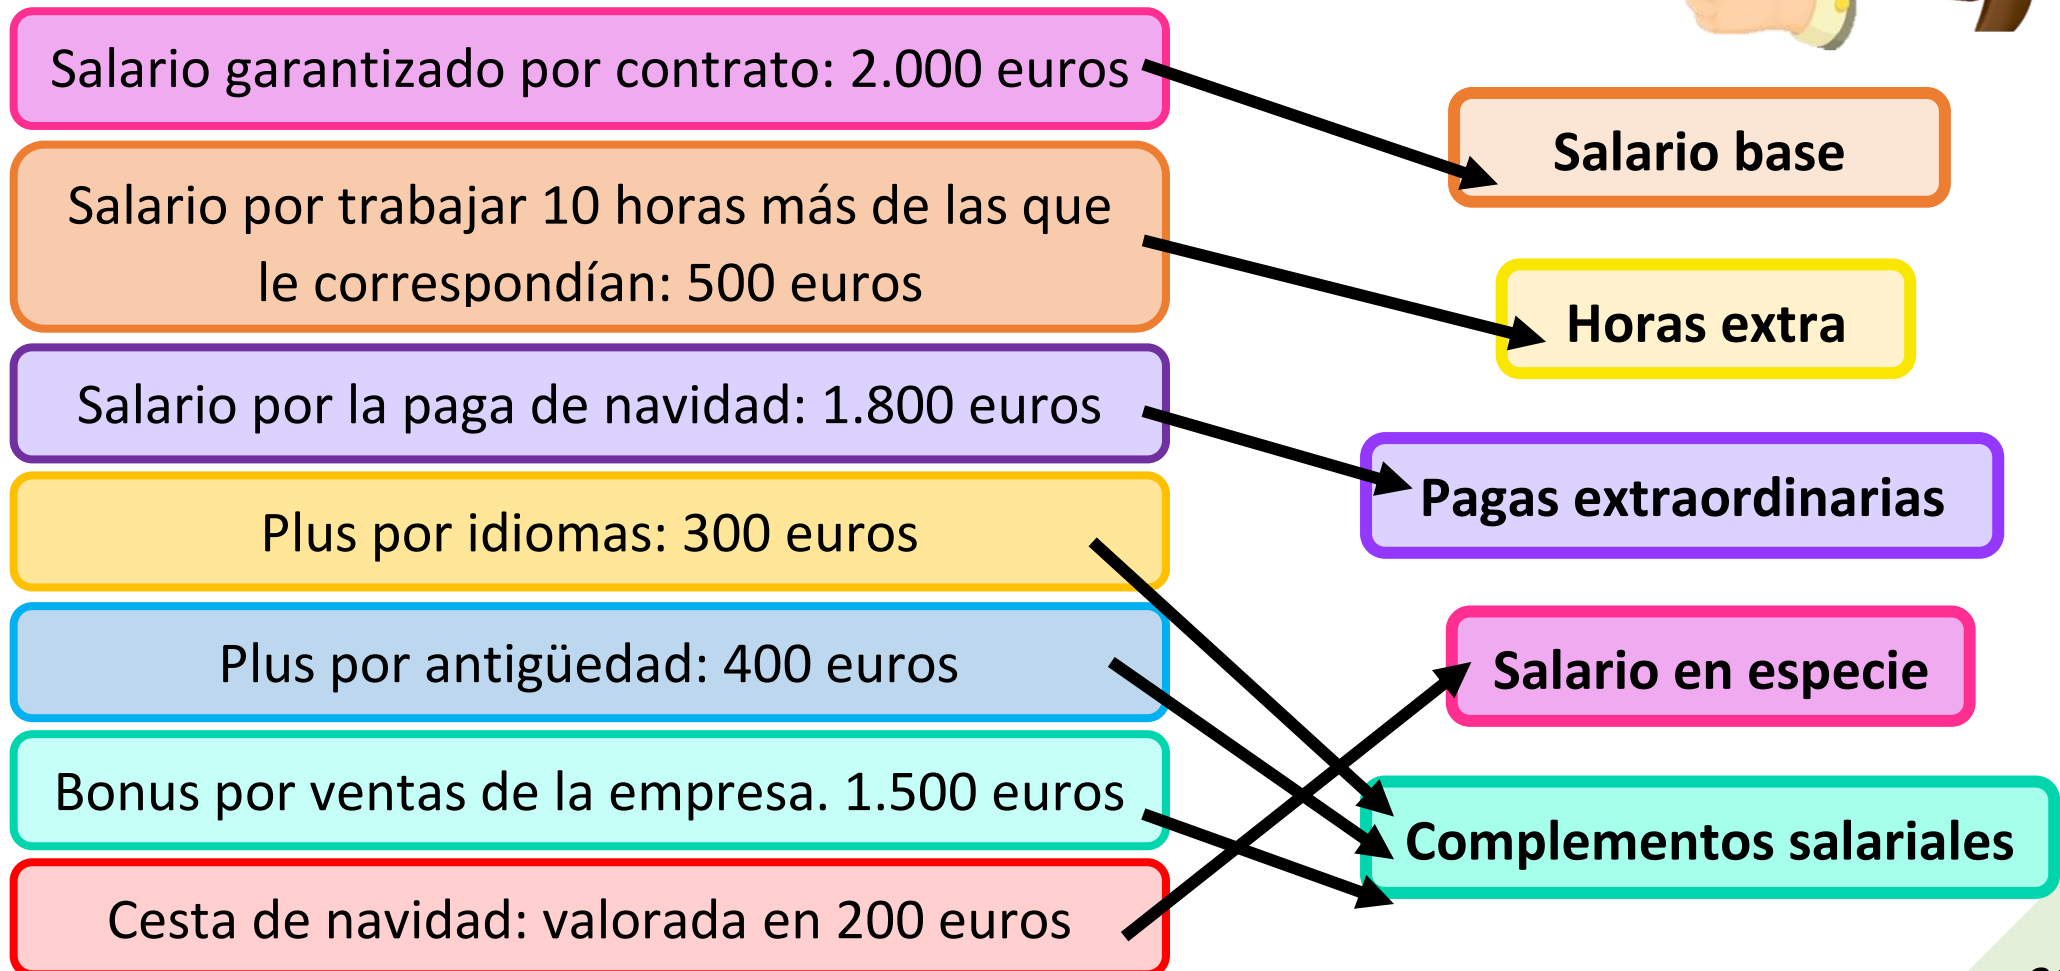 Salario garantizado por contrato: 2.000 euros
Salario por trabajar 10 horas más de las que
le correspondían: 500 euros
Salario por la paga de navidad: 1.800 euros
Plus por idiomas: 300 euros
Plus por antigüedad: 400 euros
Bonus por ventas de la empresa. 1.500 euros
Cesta de navidad: valorada en 200 euros
Salario base
Horas extra
Pagas extraordinarias
Salario en especie
Complementos salariales